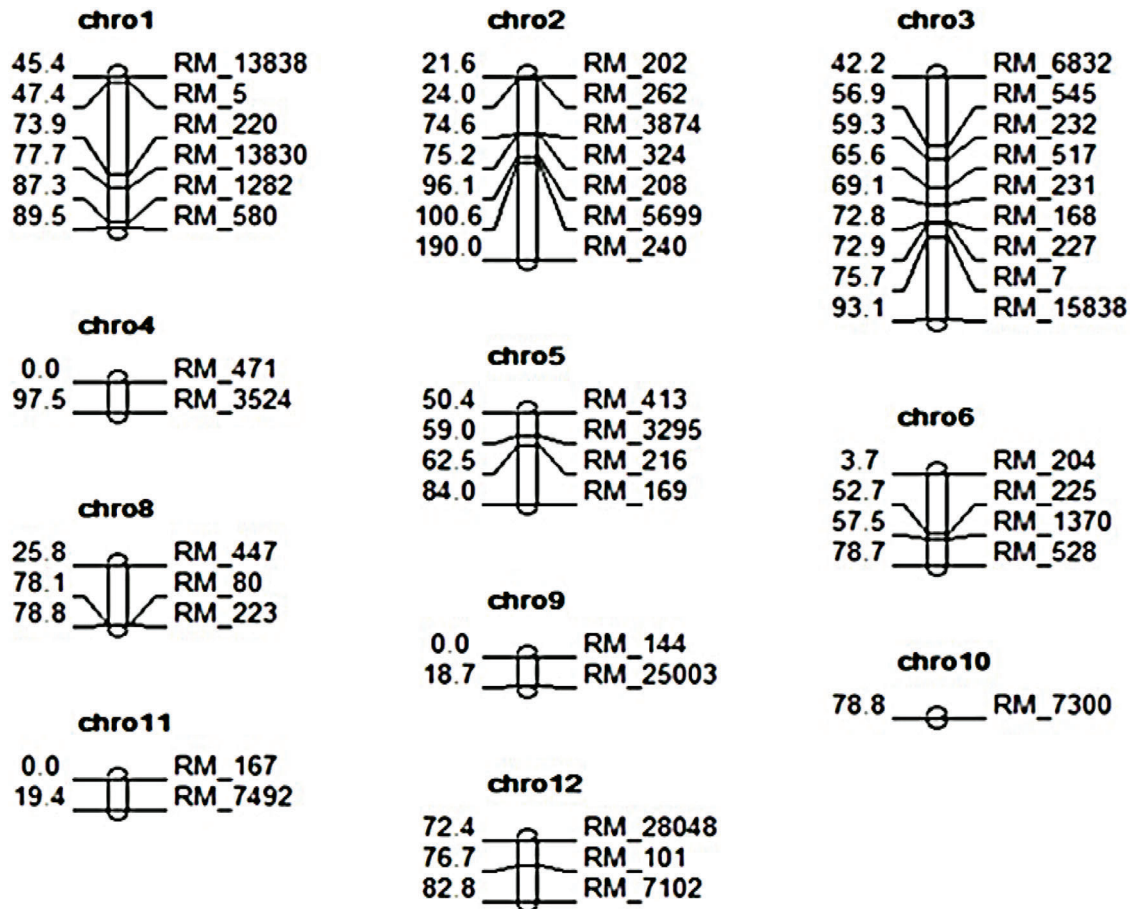 chro1
45.4 RM_13838
47.4 RM_5
73.9 RM_220
77.7 RM_13830
87.3 RM_1282
89.5 RM_580
chro2
21.6 RM_202
24.0 RM_262
74.6 RM_3874
75.2 RM_324
96.1 RM_208
100.6 RM_5699
190.0 RM_240
chro3
42.2 RM_6832
56.9 RM_545
59.3 RM_232
65.6 RM_517
69.1 RM_231
72.8 RM_168
72.9 RM_227
75.7 RM_7
93.1 RM_15838
chro4
0.0 RM_471
97.5 RM_3524
chro5
50.4 RM_413
59.0 RM_3295
62.5 RM_216
84.0 RM_169
chro6
3.7 RM_204
52.7 RM_225
57.5 RM_1370
78.7 RM_528
chro8
25.8 RM_447
78.1 RM_80
78.8 RM_223
chro9
0.0 RM_144
18.7 RM_25003
chro10
78.8 RM_7300
chro11
0.0 RM_167
19.4 RM_7492
chro12
72.4 RM_28048
76.7 RM_101
82.8 RM_7102